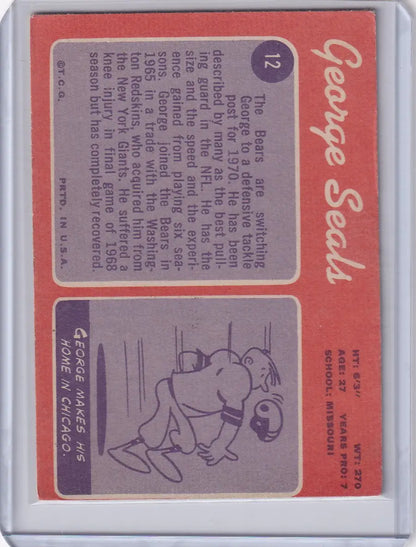 George Seals
HT: 6'3" WT: 270
AGE: 27 YEARS PRO: 7
SCHOOL: MISSOURI
12
The Bears are switching
George to a defensive tackle
post for 1970. He has been
described by many as the best pull-
ing guard in the NFL. He has the
size and the speed and the experi-
ence gained from playing six sea-
sons. George joined the Bears in
1965 in a trade with the Washing-
ton Redskins, who acquired him from
the New York Giants. He suffered a
knee injury in final game of 1968
season but has completely recovered.
©T.C.G. PRTD. IN U.S.A.
GEORGE MAKES HIS
HOME IN CHICAGO.